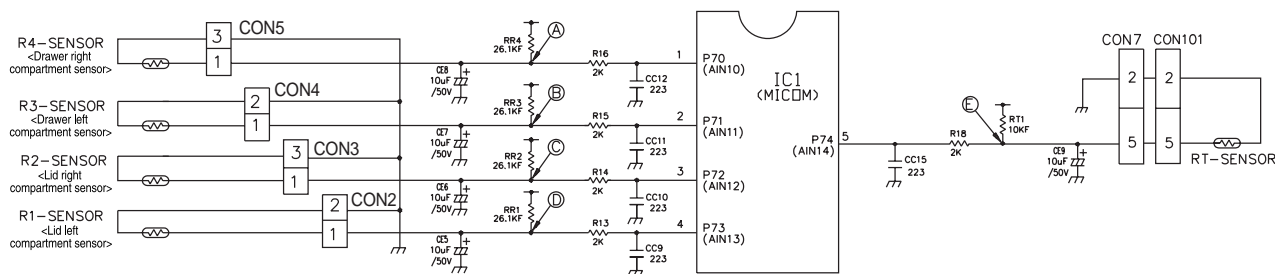 R4-SENSOR
<Drawer right
compartment sensor>
3
1
CON5
RR4
26.1KF
A
CE8
10uF
/50V
R16
2K
CC12
223
1
P70
(AIN10)
R3-SENSOR
<Drawer left
compartment sensor>
2
1
CON4
RR3
26.1KF
B
CE7
10uF
/50V
R15
2K
CC11
223
2
P71
(AIN11)
R2-SENSOR
<Lid right
compartment sensor>
3
1
CON3
RR2
26.1KF
C
CE6
10uF
/50V
R14
2K
CC10
223
3
P72
(AIN12)
R1-SENSOR
<Lid left
compartment sensor>
2
1
CON2
RR1
26.1KF
D
CE5
10uF
/50V
R13
2K
CC9
223
4
P73
(AIN13)
IC1
(MICOM)
P74
(AIN14)
5
CC15
223
R18
2K
E
RT1
10KF
CE9
10uF
/50V
CON7
2
5
CON101
2
5
RT-SENSOR